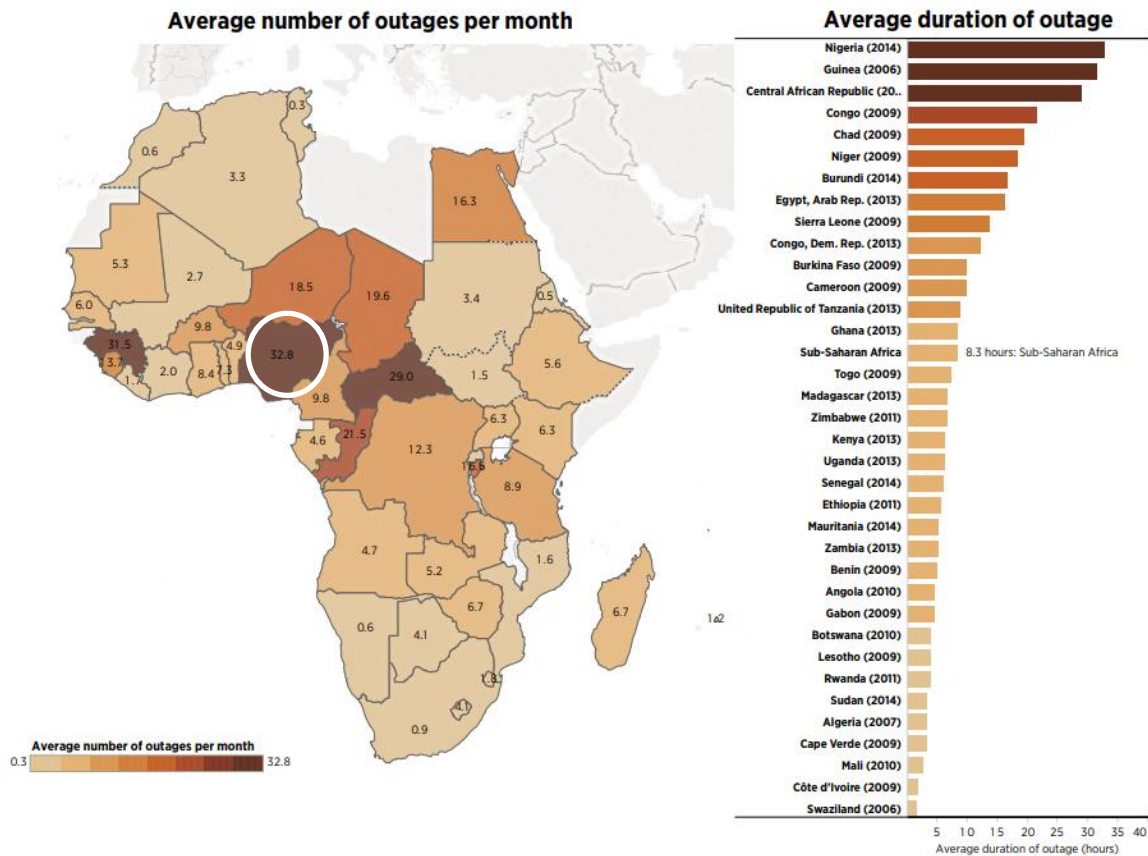 Average number of outages per month
0.3
0.6
3.3
16.3
5.3
2.7
18.5
19.6
3.4
0.5
6.0
9.8
31.5
3.7
4.9
32.8
2.0
8.4
7.3
29.0
1.5
5.6
9.8
4.6
21.5
6.3
6.3
12.3
16.6
8.9
4.7
5.2
1.6
6.7
6.7
0.6
4.1
1.8
4.1
0.9
Average number of outages per month
0.3
32.8
Average duration of outage
Nigeria (2014)
Guinea (2006)
Central African Republic (20..
Congo (2009)
Chad (2009)
Niger (2009)
Burundi (2014)
Egypt, Arab Rep. (2013)
Sierra Leone (2009)
Congo, Dem. Rep. (2013)
Burkina Faso (2009)
Cameroon (2009)
United Republic of Tanzania (2013)
Ghana (2013)
Sub-Saharan Africa 8.3 hours: Sub-Saharan Africa
Togo (2009)
Madagascar (2013)
Zimbabwe (2011)
Kenya (2013)
Uganda (2013)
Senegal (2014)
Ethiopia (2011)
Mauritania (2014)
Zambia (2013)
Benin (2009)
Angola (2010)
Gabon (2009)
Botswana (2010)
Lesotho (2009)
Rwanda (2011)
Sudan (2014)
Algeria (2007)
Cape Verde (2009)
Mali (2010)
Côte d'Ivoire (2009)
Swaziland (2006)
5 10 15 20 25 30 35 40
Average duration of outage (hours)